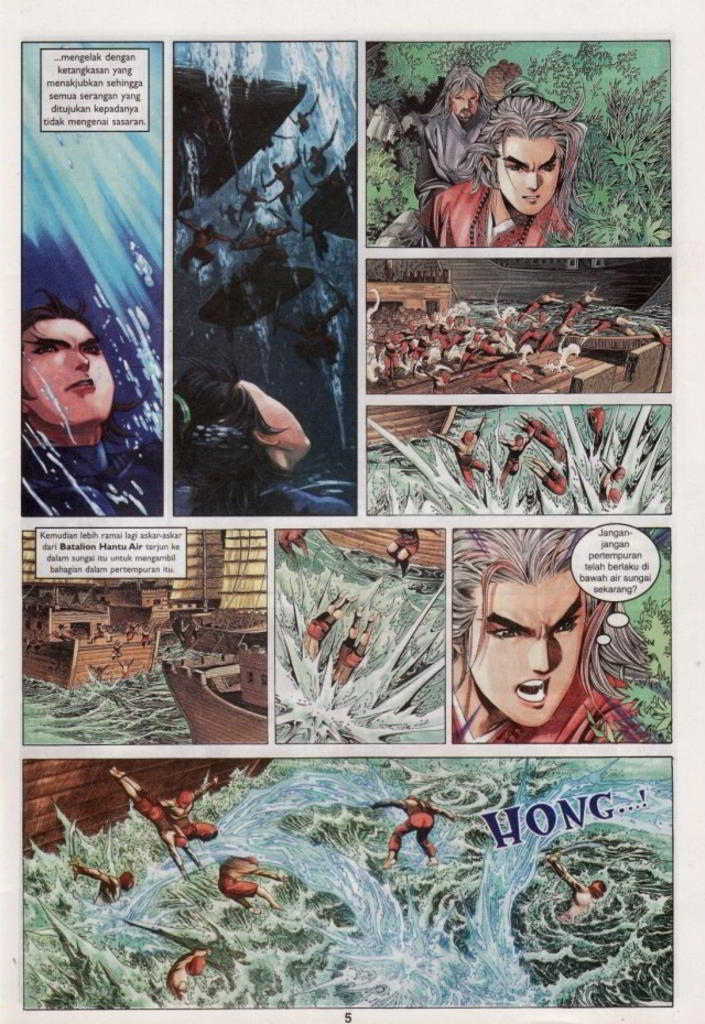 ...mengelak dengan
ketangkasan yang
menakjubkan sehingga
semua serangan yang
ditujukan kepadanya
tidak mengenai sasaran.
Kemudian lebih ramai lagi askar-askar
dari Batalion Hantu Air terjun ke
dalam sungai itu untuk mengambil
bahagian dalam pertempuran itu.
Jangan-
jangan
pertempuran
telah berlaku di
bawah air sungai
sekarang?
HONG...!
5